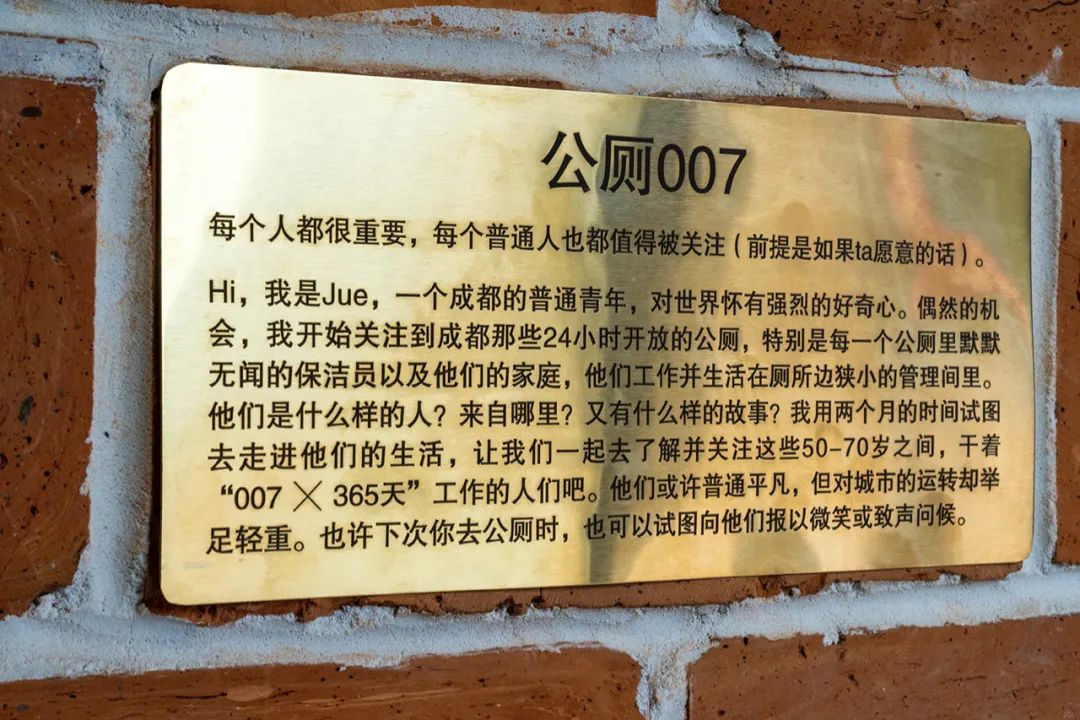 公厕007
每个人都很重要，每个普通人也都值得被关注（前提是如果ta愿意的话）。
Hi，我是Jue，一个成都的普通青年，对世界怀有强烈的好奇心。偶然的机
会，我开始关注到成都那些24小时开放的公厕，特别是每一个公厕里默默
无闻的保洁员以及他们的家庭，他们工作并生活在厕所边狭小的管理间里。
他们是什么样的人？来自哪里？又有什么样的故事？我用两个月的时间试图
去走进他们的生活，让我们一起去了解并关注这些50-70岁之间，干着
“007 × 365天”工作的人们吧。他们或许普通平凡，但对城市的运转却举
足轻重。也许下次你去公厕时，也可以试图向他们报以微笑或致声问候。